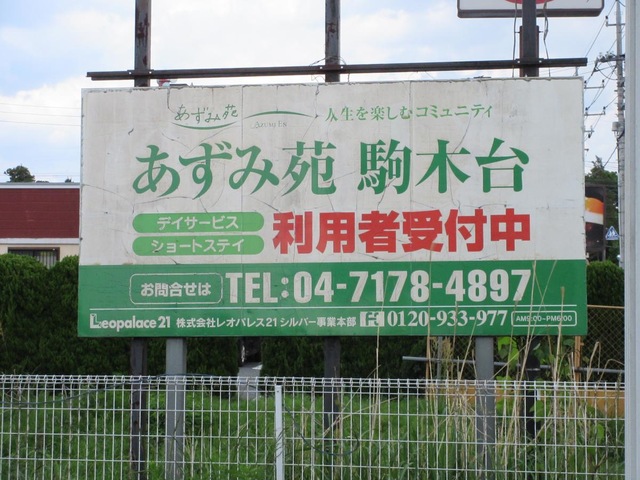 あずみ苑 AZUMI EN 人生を楽しむコミュニティ
あずみ苑 駒木台
デイサービス
ショートステイ
利用者受付中
お問合せは TEL:04-7178-4897
Leopalace21 株式会社レオパレス21シルバー事業本部 0120-933-977 AM9:00~PM6:00